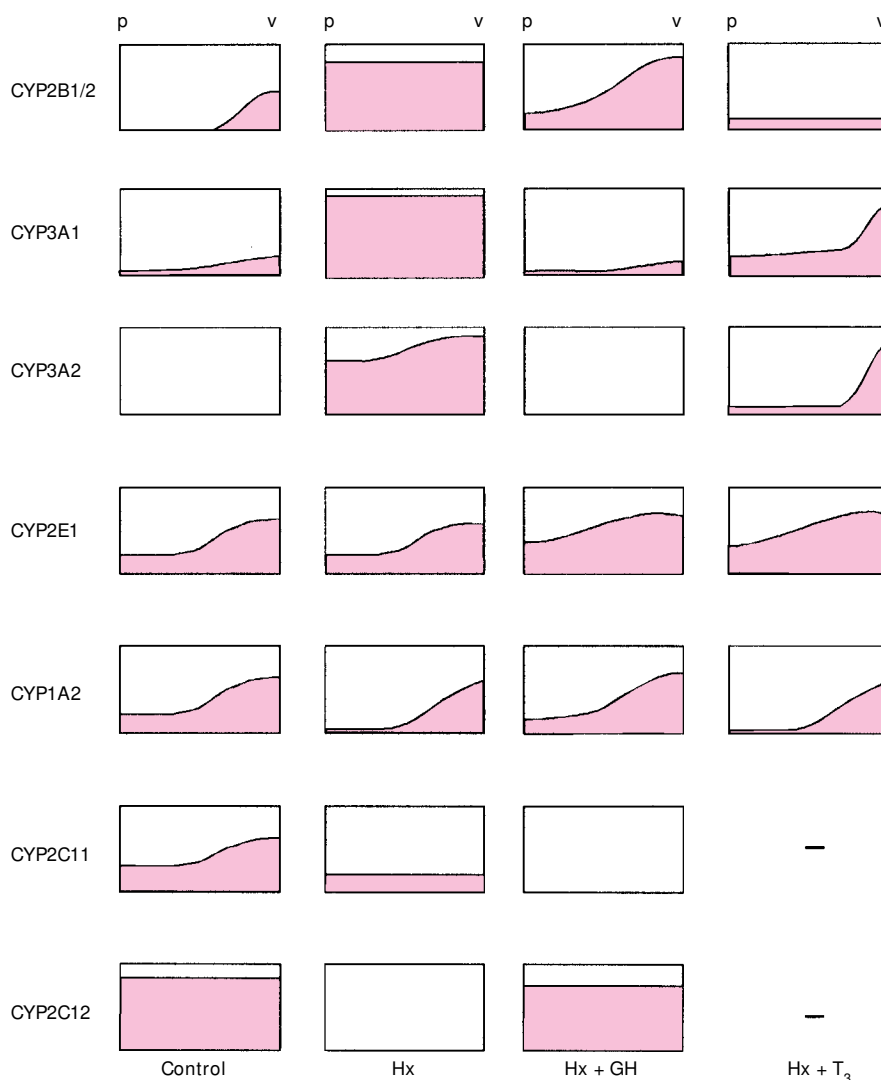 p v p v p v p v
CYP2B1/2
CYP3A1
CYP3A2
CYP2E1
CYP1A2
CYP2C11 –
CYP2C12 –
Control Hx Hx + GH Hx + T3